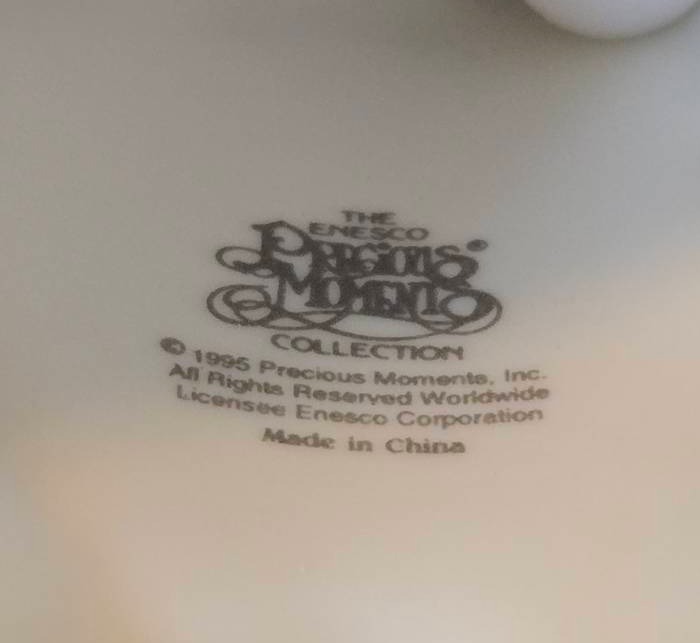 THE
ENESCO
PRECIOUS®
MOMENTS
COLLECTION
© 1995 Precious Moments, Inc.
All Rights Reserved Worldwide
Licensee Enesco Corporation
Made in China